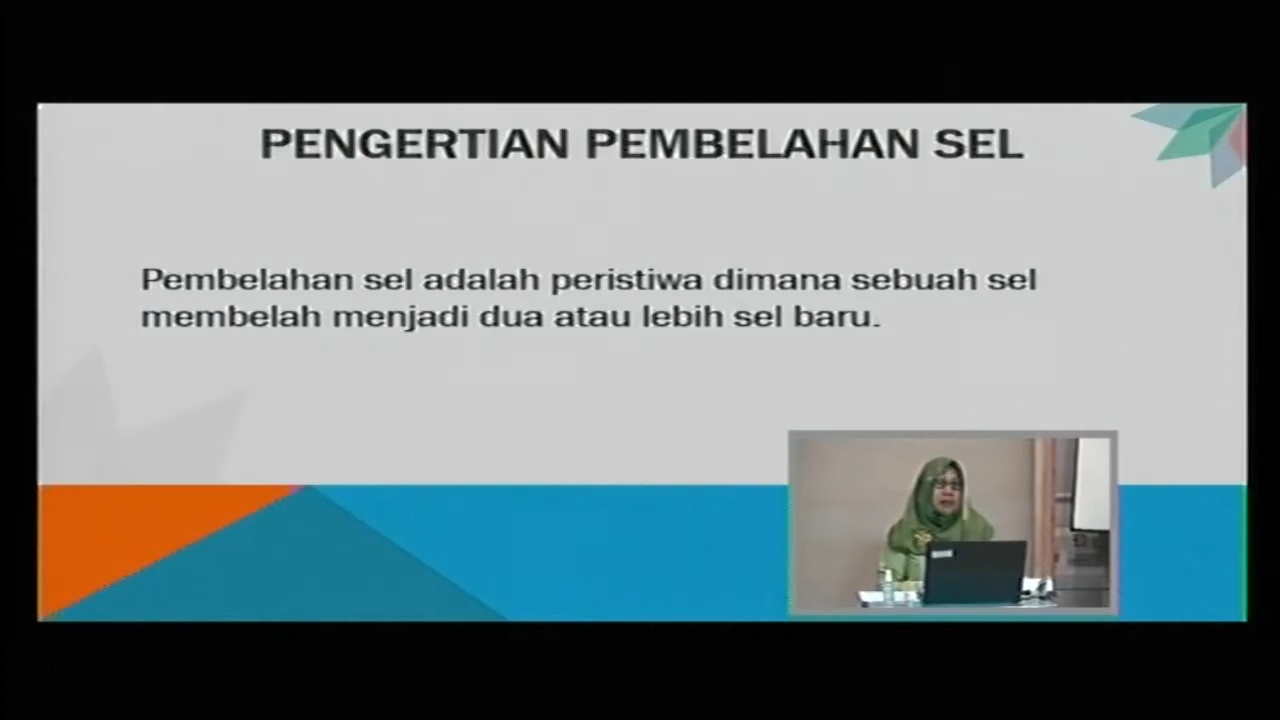 PENGERTIAN PEMBELAHAN SEL
Pembelahan sel adalah peristiwa dimana sebuah sel
membelah menjadi dua atau lebih sel baru.